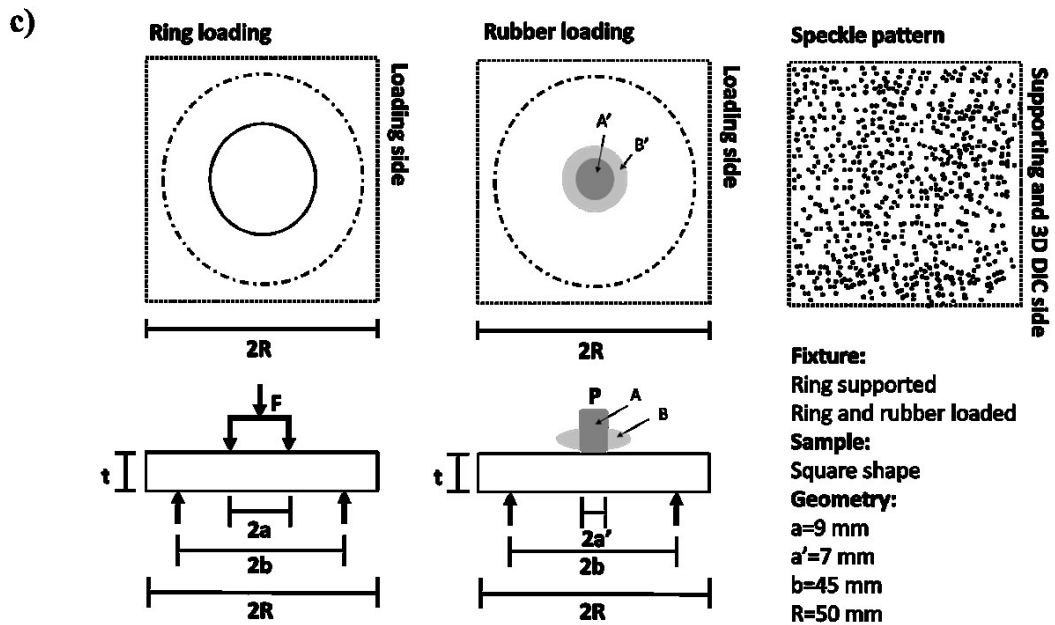 c)
Ring loading
Loading side
2R
F
t
2a
2b
2R
Rubber loading
A'
B'
Loading side
2R
P
A
B
t
2a'
2b
2R
Speckle pattern
Supporting and 3D DIC side
Fixture:
Ring supported
Ring and rubber loaded
Sample:
Square shape
Geometry:
a=9 mm
a'=7 mm
b=45 mm
R=50 mm